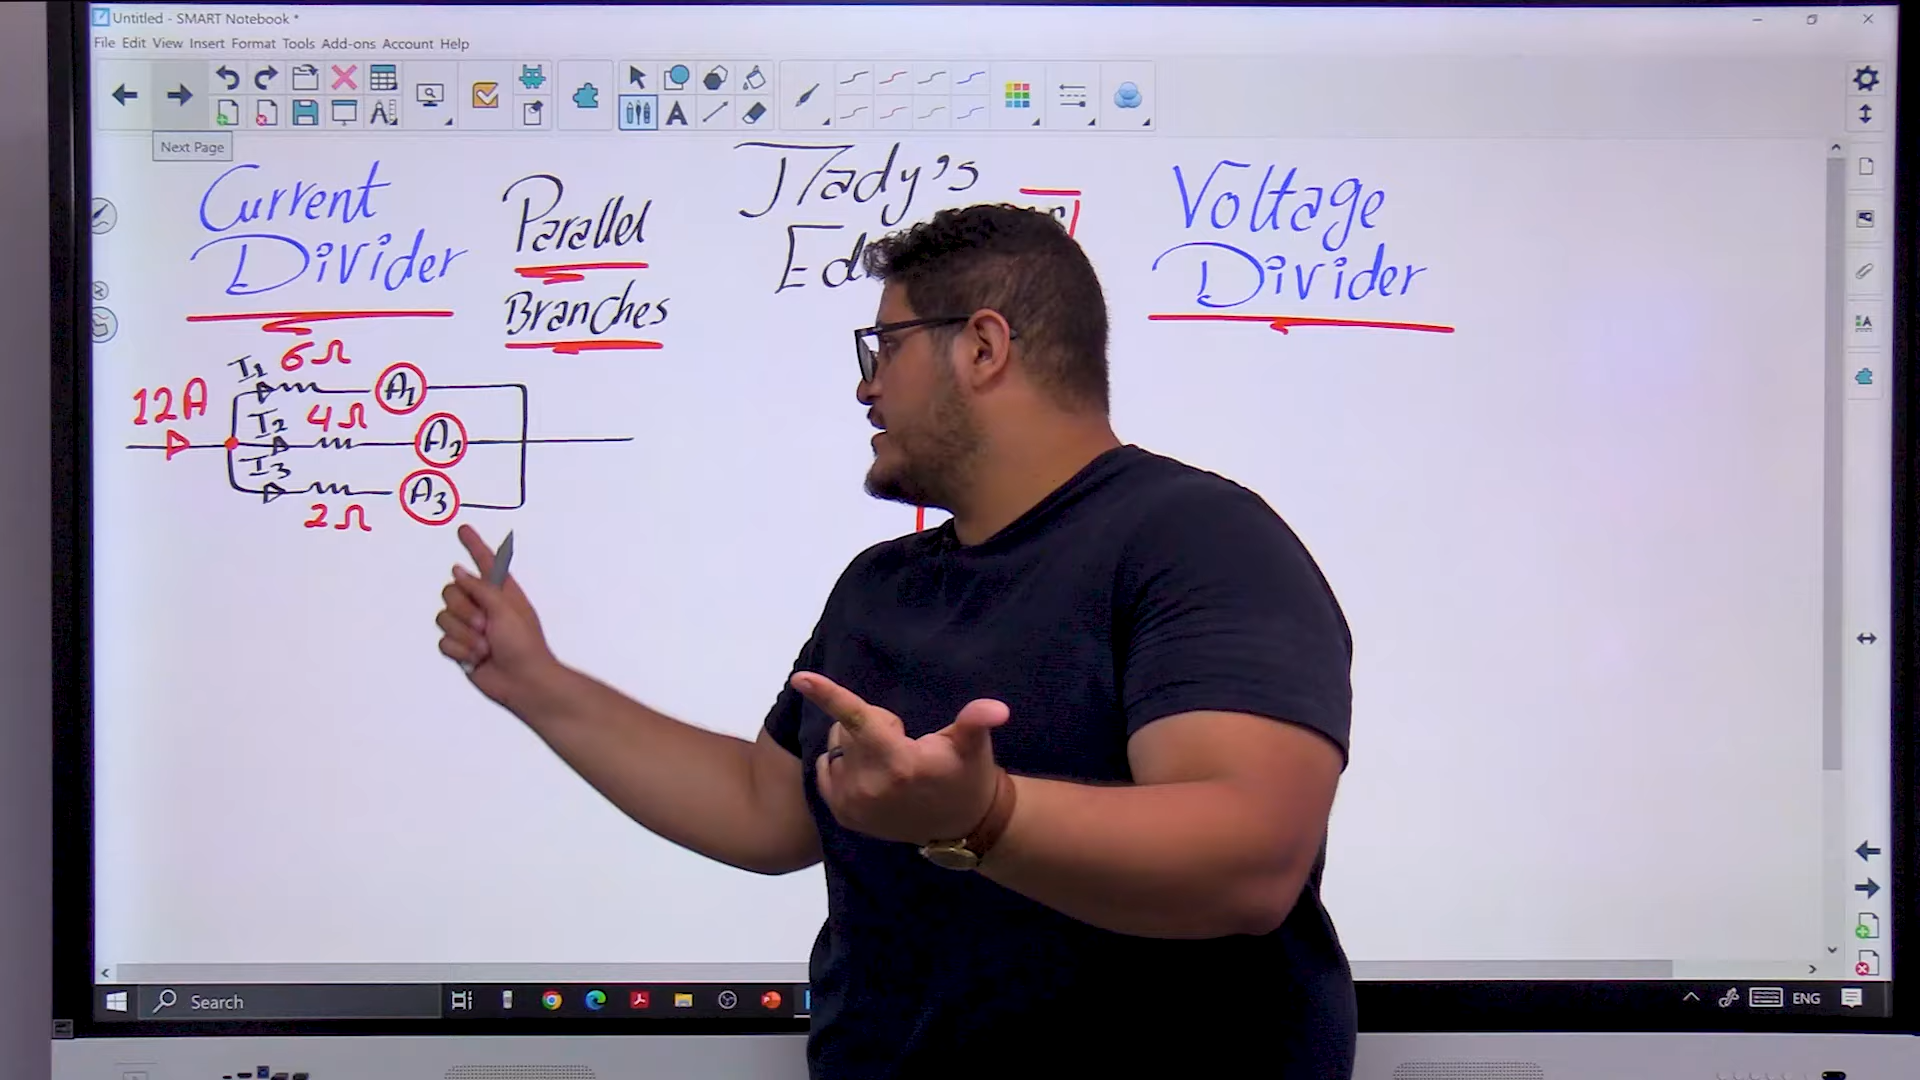 Untitled - SMART Notebook *
File Edit View Insert Format Tools Add-ons Account Help
Next Page
Current
Divider
Parallel
Branches
Voltage
Divider
12A
I1 6Ω A1
I2 4Ω A2
I3 2Ω A3
Search
ENG